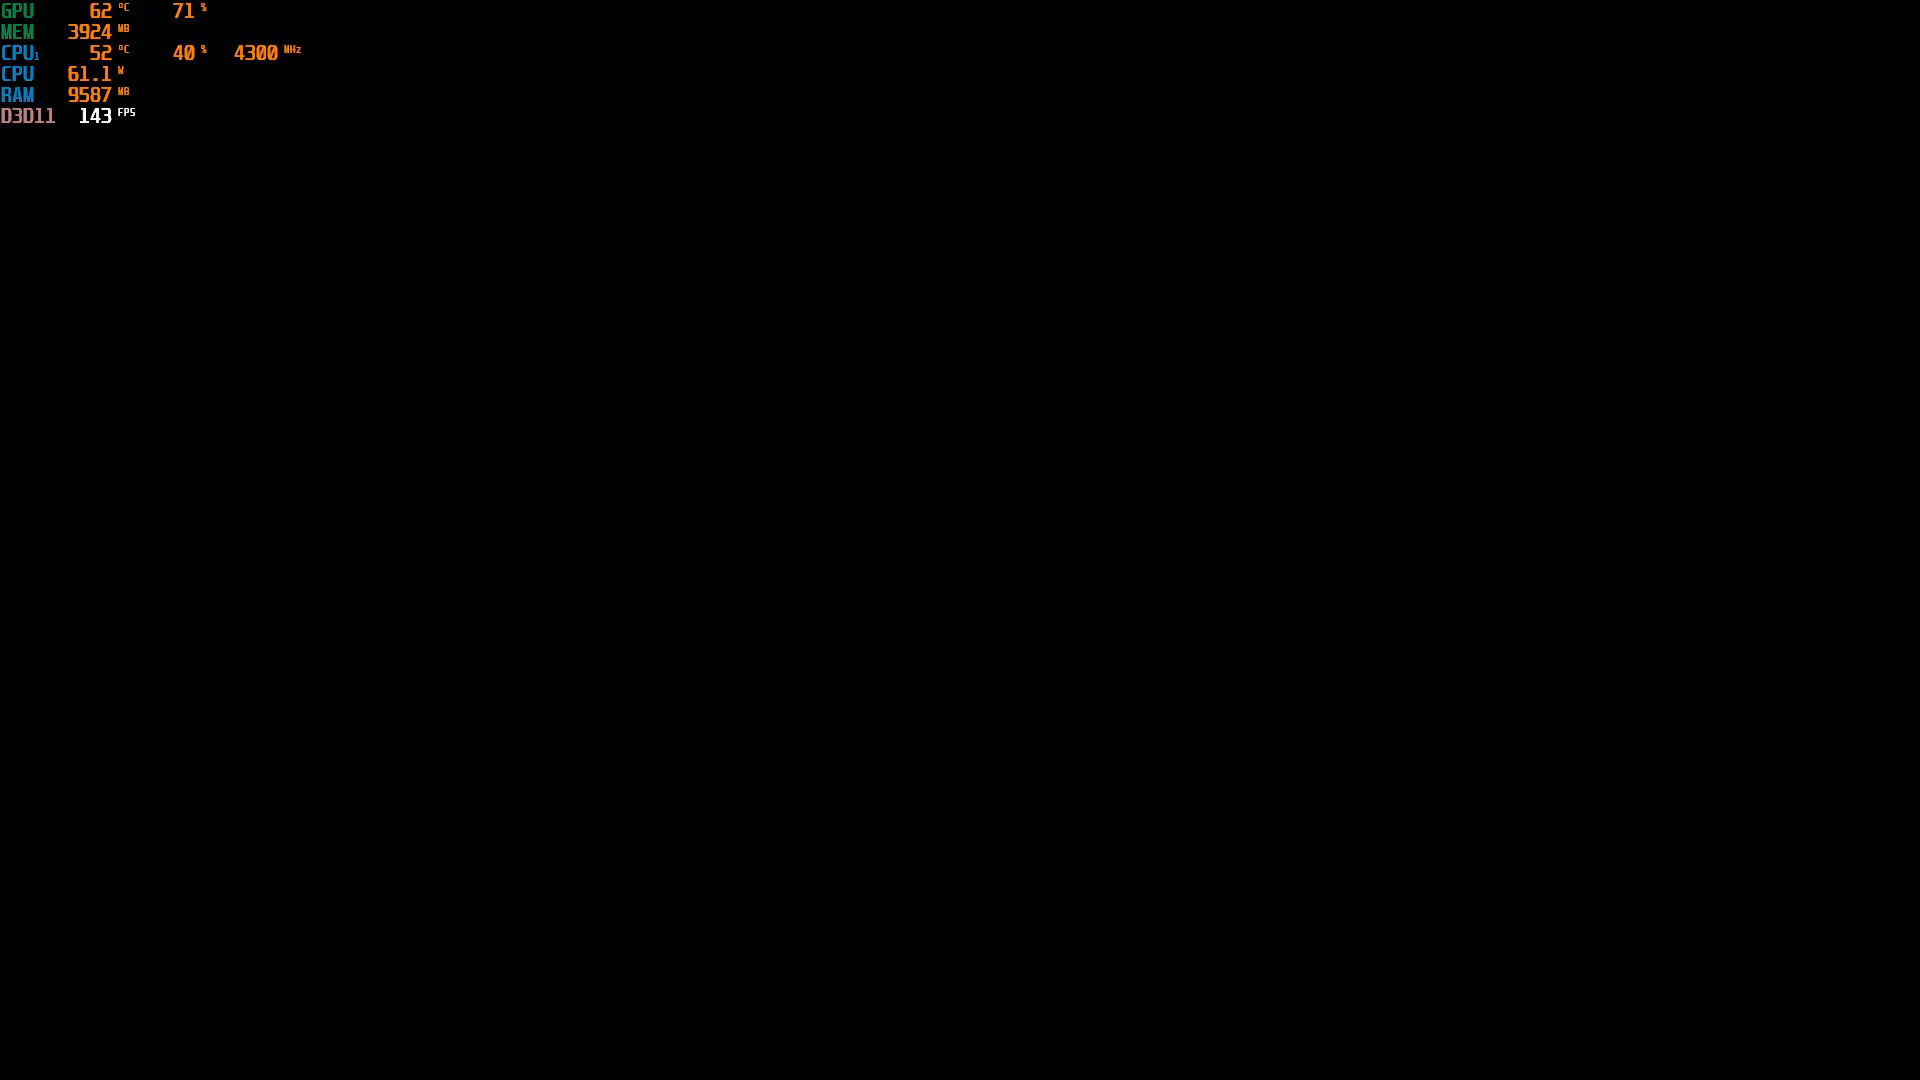 GPU 62 °C 71 %
MEM 3924 MB
CPU1 52 °C 40 % 4300 MHz
CPU 61.1 W
RAM 9587 MB
D3D11 143 FPS